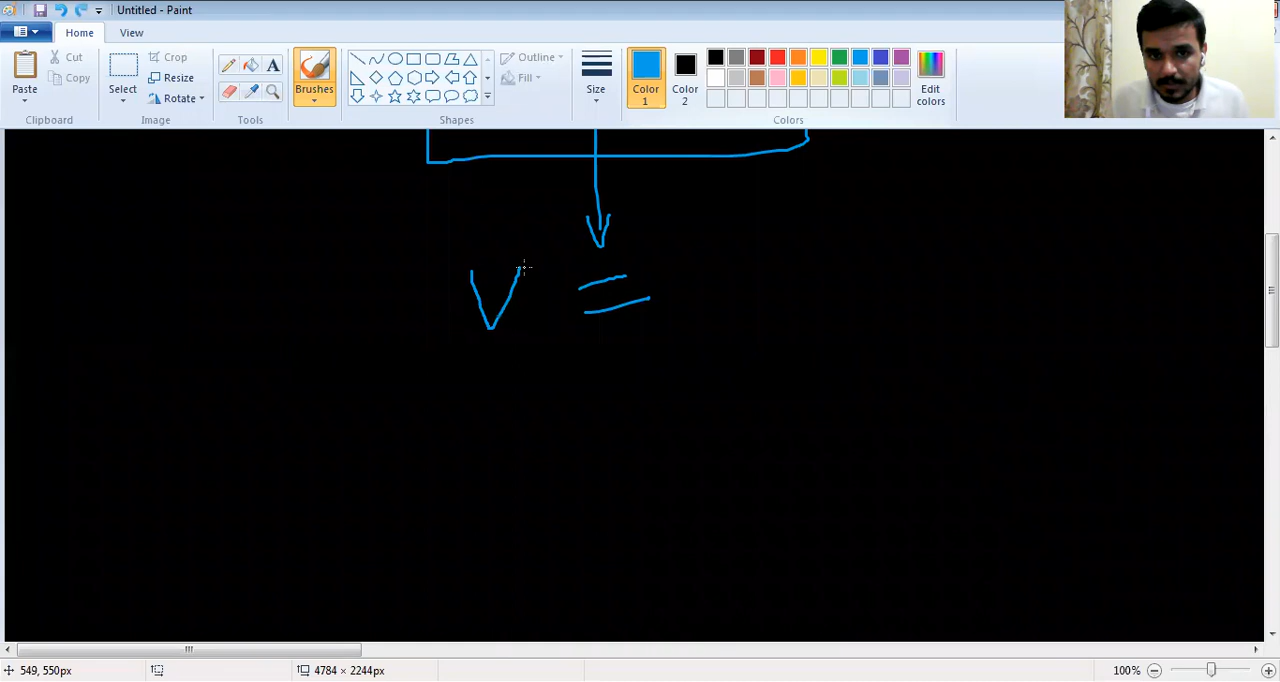 Untitled - Paint
Home View
Paste Cut Copy
Select Crop Resize Rotate
A
Brushes
Outline Fill
Size
Color 1
Color 2
Edit colors
Clipboard Image Tools Shapes Colors
V =
549, 550px 4784 × 2244px 100%